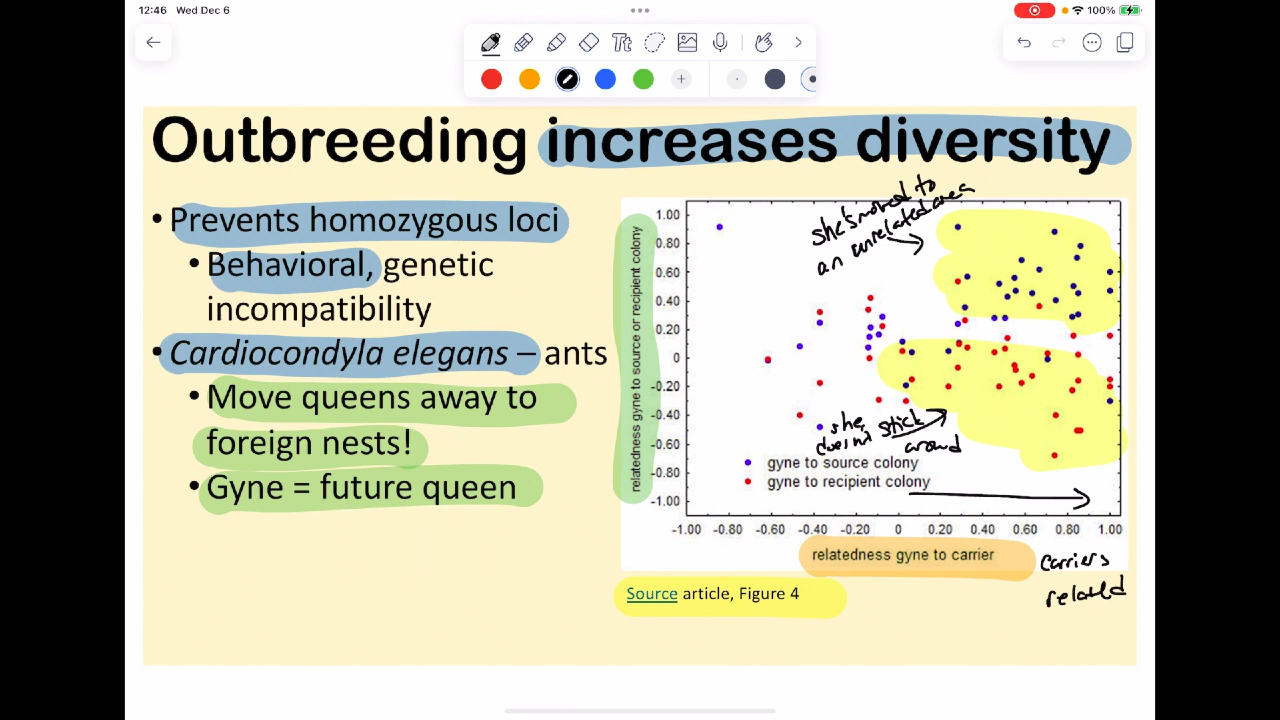 12:46 Wed Dec 6
100%
Tt
Outbreeding increases diversity
• Prevents homozygous loci
• Behavioral, genetic
incompatibility
• Cardiocondyla elegans – ants
• Move queens away to
foreign nests!
• Gyne = future queen
relatedness gyne to source or recipient colony
1.00
0.80
0.60
0.40
0.20
0
-0.20
-0.40
-0.60
-0.80
-1.00
she's moved to
an unrelated area
she
does not stick
around
gyne to source colony
gyne to recipient colony
-1.00 -0.80 -0.60 -0.40 -0.20 0 0.20 0.40 0.60 0.80 1.00
relatedness gyne to carrier
carriers
related
Source article, Figure 4